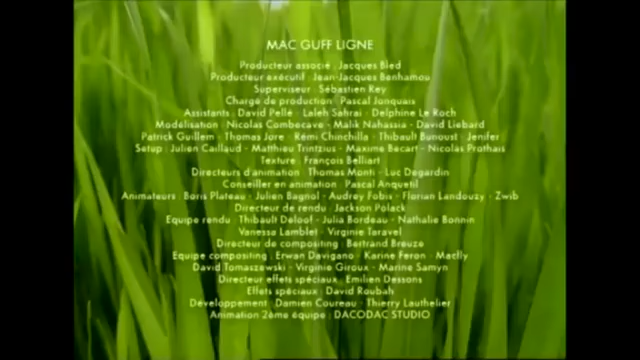 MAC GUFF LIGNE
Producteur associé : Jacques Bled
Producteur exécutif : Jean-Jacques Benhamou
Superviseur : Sébastien Rey
Chargé de production : Pascal Jonquais
Assistants : David Pellé - Laleh Sahrai - Delphine Le Roch
Modélisation : Nicolas Combecave - Malik Nahassia - David Liebard
Patrick Guillem - Thomas Jore - Rémi Chinchilla - Thibault Bunoust - Jenifer
Setup : Julien Caillaud - Matthieu Trintzius - Maxime Becart - Nicolas Prothais
Texture : François Belliart
Directeurs d'animation : Thomas Monti - Luc Degardin
Conseiller en animation : Pascal Anquetil
Animateurs : Boris Plateau - Julien Bagnol - Audrey Fobis - Florian Landouzy - Zwib
Directeur de rendu : Jackson Polack
Equipe rendu : Thibault Deloof - Julia Bordeau - Nathalie Bonnin
Vanessa Lamblet - Virginie Taravel
Directeur de compositing : Bertrand Breuze
Equipe compositing : Erwan Davigano - Karine Feron - Macfly
David Tomaszewski - Virginie Giroux - Marine Samyn
Directeur effets spéciaux : Emilien Dessons
Effets spéciaux : David Roubah
Développement : Damien Coureau - Thierry Lauthelier
Animation 2ème équipe : DACODAC STUDIO